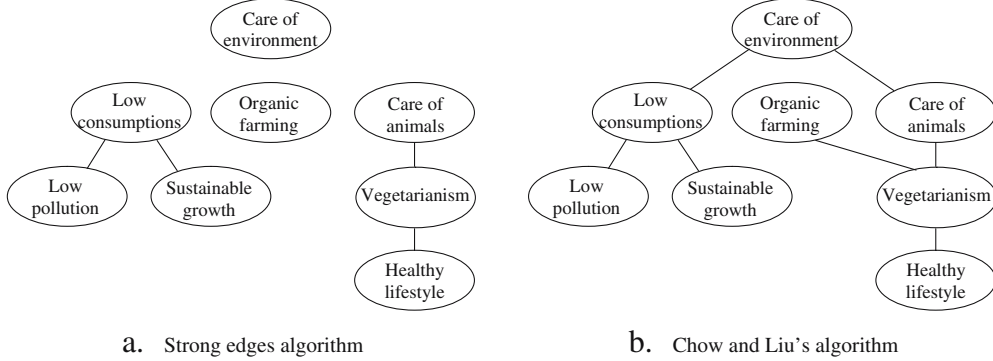 Care of
environment
Low
consumptions
Organic
farming
Care of
animals
Low
pollution
Sustainable
growth
Vegetarianism
Healthy
lifestyle
a. Strong edges algorithm
Care of
environment
Low
consumptions
Organic
farming
Care of
animals
Low
pollution
Sustainable
growth
Vegetarianism
Healthy
lifestyle
b. Chow and Liu's algorithm